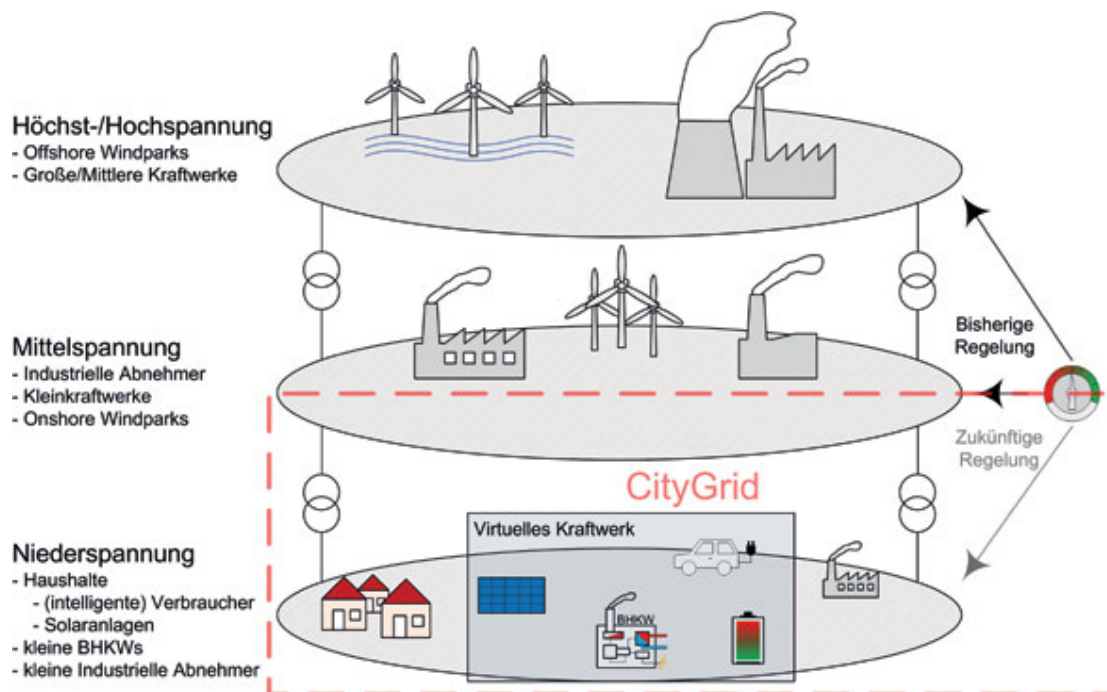 Höchst-/Hochspannung
- Offshore Windparks
- Große/Mittlere Kraftwerke
Bisherige
Regelung
Mittelspannung
- Industrielle Abnehmer
- Kleinkraftwerke
- Onshore Windparks
Zukünftige
Regelung
CityGrid
Virtuelles Kraftwerk
Niederspannung
- Haushalte
- (intelligente) Verbraucher
- Solaranlagen
- kleine BHKWs
- kleine Industrielle Abnehmer
BHKW